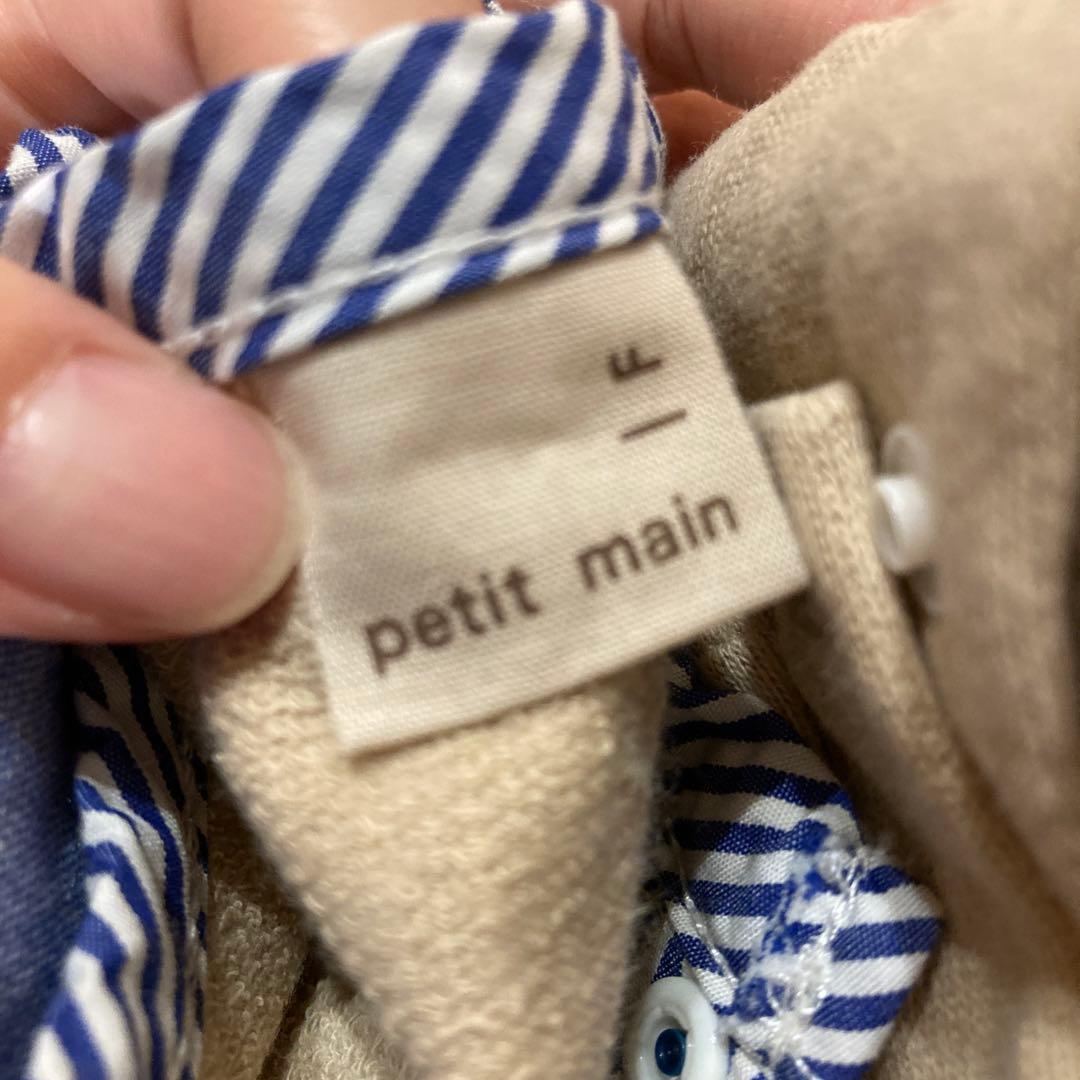 petit main
— F